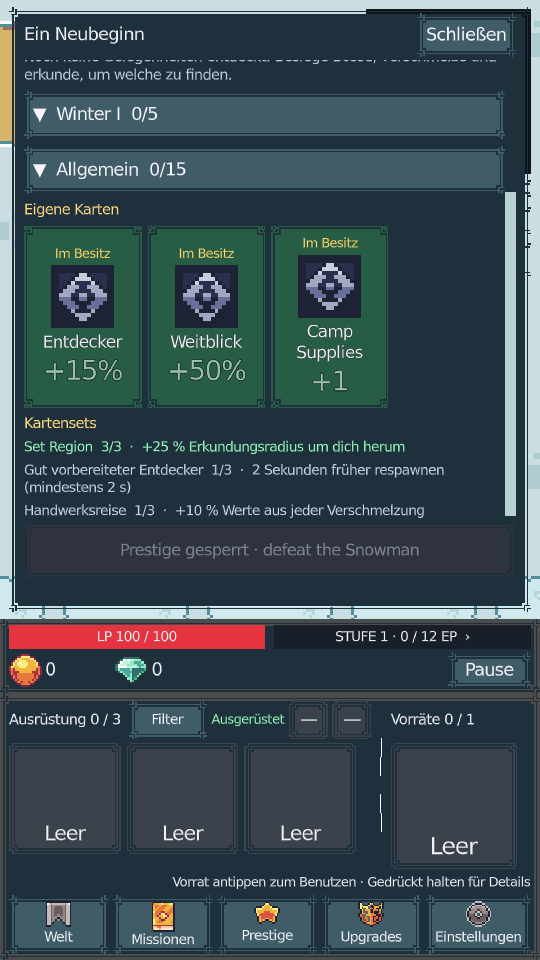 Ein Neubeginn
Schließen
erkunde, um welche zu finden.
▼ Winter I 0/5
▼ Allgemein 0/15
Eigene Karten
Im Besitz
Entdecker
+15%
Im Besitz
Weitblick
+50%
Im Besitz
Camp
Supplies
+1
Kartensets
Set Region 3/3 · +25 % Erkundungsradius um dich herum
Gut vorbereiteter Entdecker 1/3 · 2 Sekunden früher respawnen
(mindestens 2 s)
Handwerksreise 1/3 · +10 % Werte aus jeder Verschmelzung
Prestige gesperrt · defeat the Snowman
LP 100 / 100
STUFE 1 · 0 / 12 EP ›
0
0
Pause
Ausrüstung 0 / 3
Filter
Ausgerüstet
—
—
Vorräte 0 / 1
Leer
Leer
Leer
Leer
Vorrat antippen zum Benutzen · Gedrückt halten für Details
Welt
Missionen
Prestige
Upgrades
Einstellungen